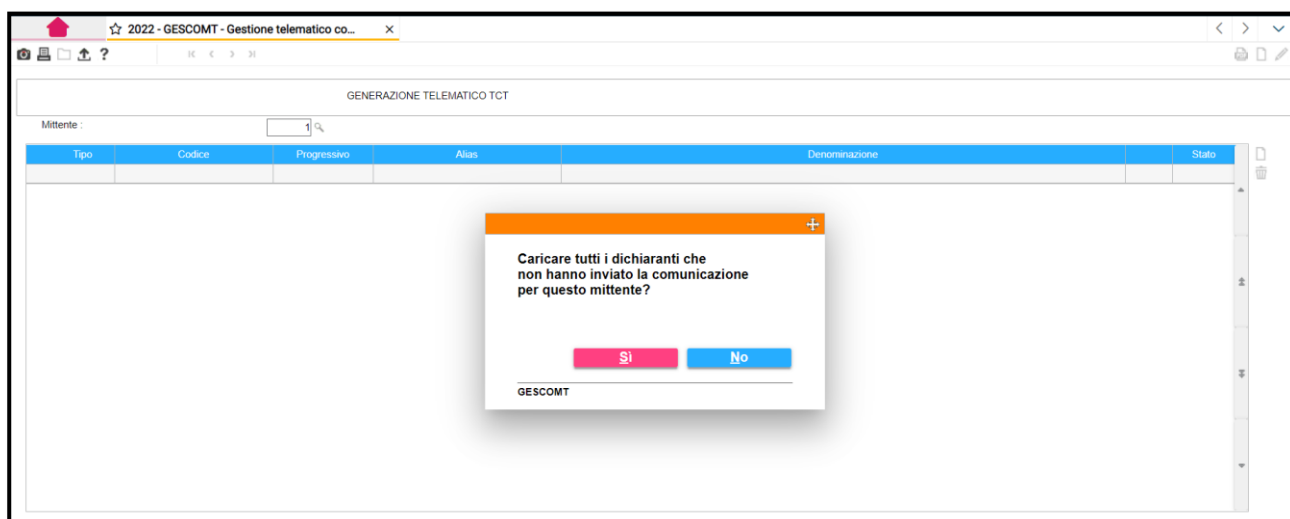 2022 - GESCOMT - Gestione telematico co...
?
GENERAZIONE TELEMATICO TCT
Mittente :
1
Tipo Codice Progressivo Alias Denominazione Stato
Caricare tutti i dichiaranti che
non hanno inviato la comunicazione
per questo mittente?
Sì No
GESCOMT